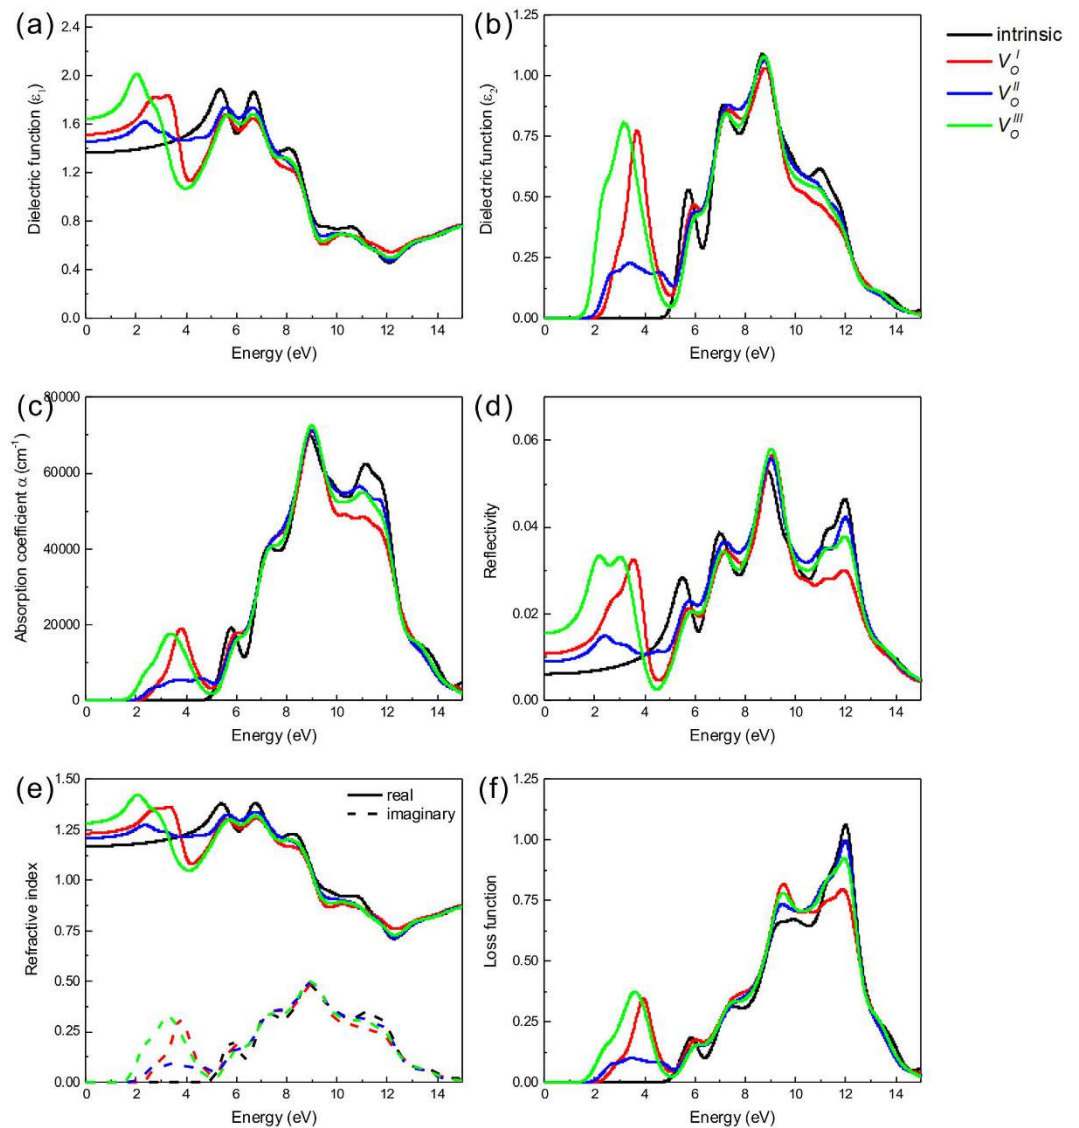 (a)
Dielectric function (ε₁)
2.4
2.0
1.6
1.2
0.8
0.4
0.0
0 2 4 6 8 10 12 14
Energy (eV)
(b)
Dielectric function (ε₂)
1.25
1.00
0.75
0.50
0.25
0.00
0 2 4 6 8 10 12 14
Energy (eV)
intrinsic
V_O^I
V_O^II
V_O^III
(c)
Absorption coefficient α (cm⁻¹)
80000
60000
40000
20000
0
0 2 4 6 8 10 12 14
Energy (eV)
(d)
Reflectivity
0.06
0.04
0.02
0.00
0 2 4 6 8 10 12 14
Energy (eV)
(e)
Refractive index
1.50
1.25
1.00
0.75
0.50
0.25
0.00
0 2 4 6 8 10 12 14
Energy (eV)
real
imaginary
(f)
Loss function
1.25
1.00
0.75
0.50
0.25
0.00
0 2 4 6 8 10 12 14
Energy (eV)